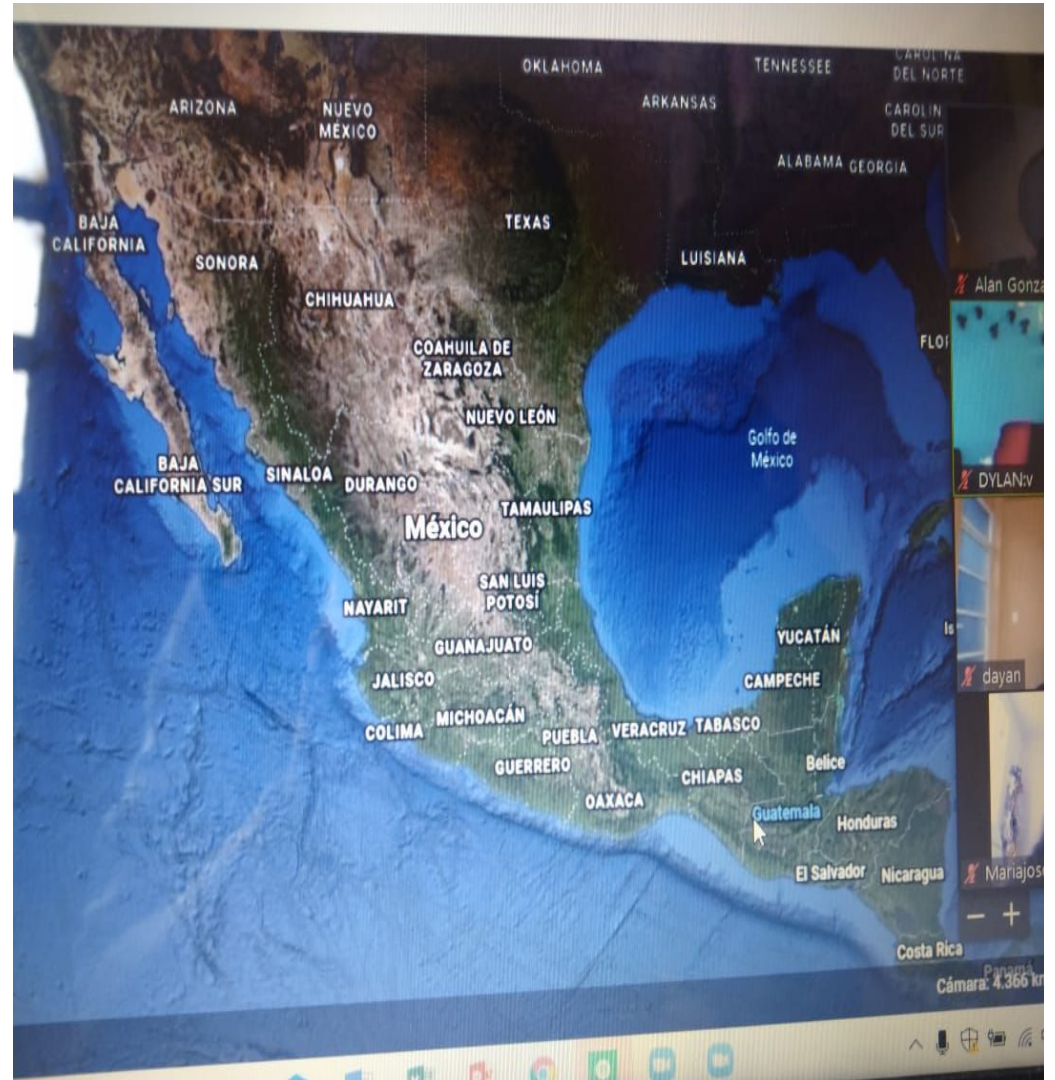 CAROLINA
DEL NORTE
OKLAHOMA
TENNESSEE
ARIZONA
NUEVO
MÉXICO
ARKANSAS
CAROLIN
DEL SUR
ALABAMA
GEORGIA
BAJA
CALIFORNIA
SONORA
TEXAS
LUISIANA
CHIHUAHUA
Alan Gonza
COAHUILA DE
ZARAGOZA
FLOR
NUEVO LEÓN
Golfo de
México
BAJA
CALIFORNIA SUR
SINALOA
DURANGO
DYLAN:v
México
TAMAULIPAS
SAN LUIS
POTOSÍ
NAYARIT
GUANAJUATO
YUCATÁN
Is
JALISCO
CAMPECHE
dayan
COLIMA
MICHOACÁN
PUEBLA
VERACRUZ
TABASCO
GUERRERO
CHIAPAS
Belice
OAXACA
Guatemala
Honduras
El Salvador
Nicaragua
Mariajose
Costa Rica
Panamá
Cámara: 4.366 km